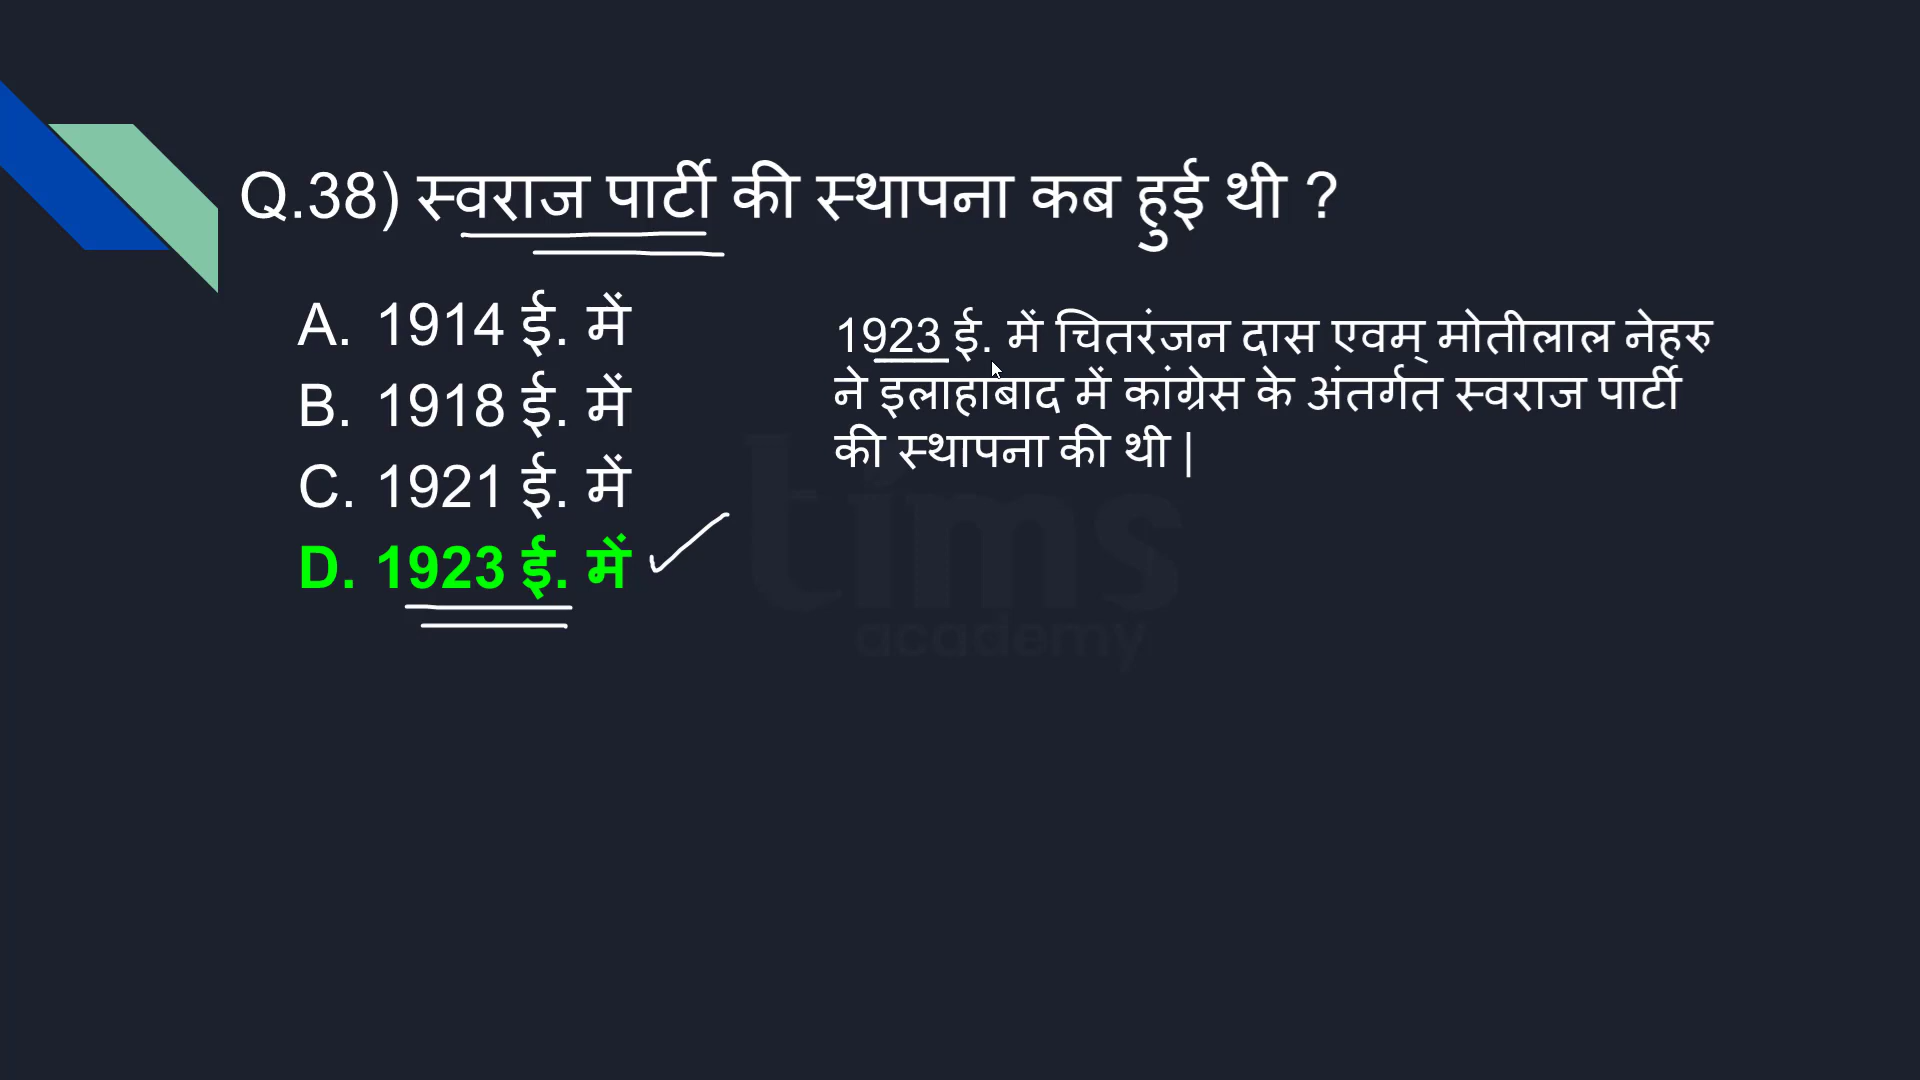 Q.38) स्वराज पार्टी की स्थापना कब हुई थी ?
A. 1914 ई. में
B. 1918 ई. में
C. 1921 ई. में
D. 1923 ई. में
1923 ई. में चितरंजन दास एवम् मोतीलाल नेहरु
ने इलाहाबाद में कांग्रेस के अंतर्गत स्वराज पार्टी
की स्थापना की थी |
tims
academy